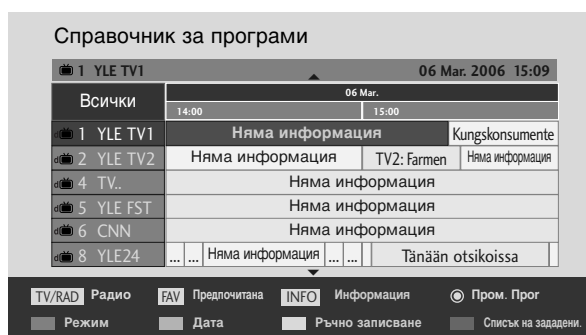 Справочник за програми
1 YLE TV1 06 Mar. 2006 15:09
Всички 06 Mar.
14:00 15:00
1 YLE TV1 Няма информация Kungskonsumente
2 YLE TV2 Няма информация TV2: Farmen Няма информация
4 TV.. Няма информация
5 YLE FST Няма информация
6 CNN Няма информация
8 YLE24 ... ... Няма информация ... ... Tänään otsikoissa
TV/RAD Радио FAV Предпочитана INFO Информация Пром. Прог
Режим Дата Ръчно записване Списък на зададени.